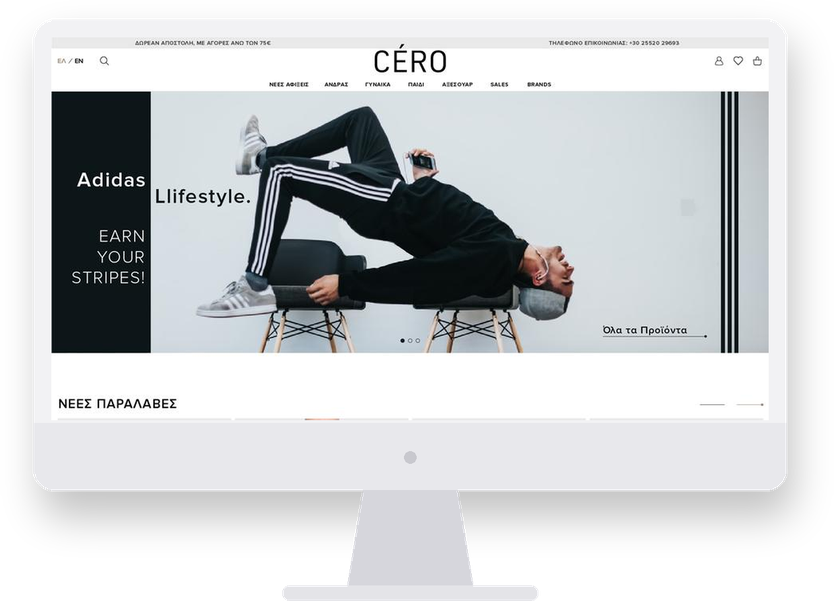 ΔΩΡΕΑΝ ΑΠΟΣΤΟΛΗ, ΜΕ ΑΓΟΡΕΣ ΑΝΩ ΤΩΝ 75€
ΤΗΛΕΦΩΝΟ ΕΠΙΚΟΙΝΩΝΙΑΣ: +30 25520 29693
ΕΛ / EN
CÉRO
ΝΕΕΣ ΑΦΙΞΕΙΣ ΑΝΔΡΑΣ ΓΥΝΑΙΚΑ ΠΑΙΔΙ ΑΞΕΣΟΥΑΡ SALES BRANDS
Adidas
Llifestyle.
EARN
YOUR
STRIPES!
Όλα τα Προϊόντα
ΝΕΕΣ ΠΑΡΑΛΑΒΕΣ